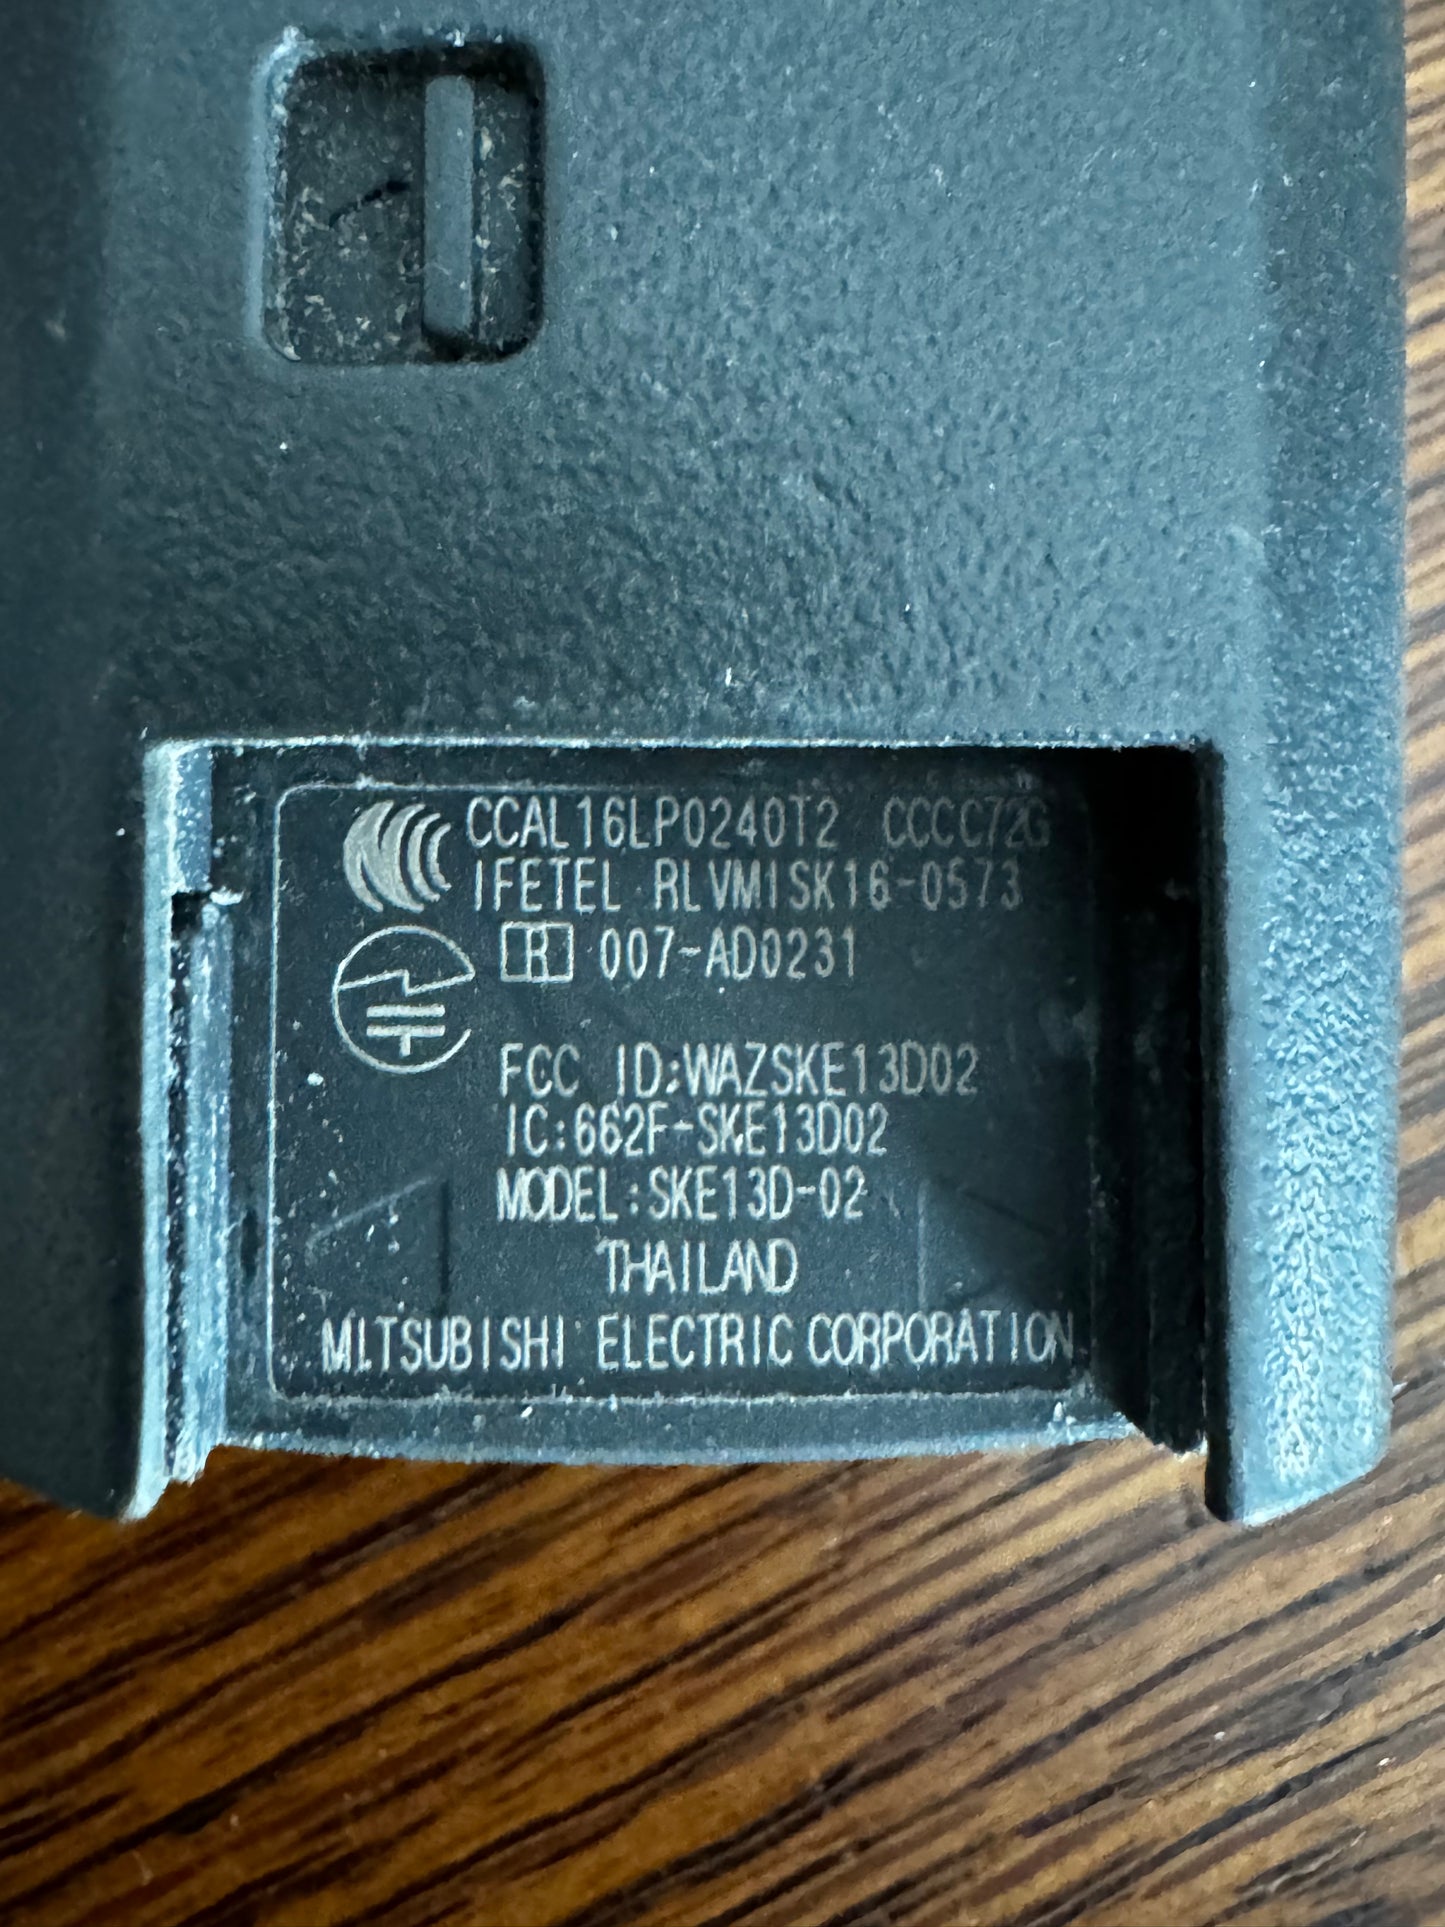 CCAL16LP0240T2 CCCC72G
IFETEL RLVMISK16-0573
R 007-AD0231
FCC ID:WAZSKE13D02
IC:662F-SKE13D02
MODEL:SKE13D-02
THAILAND
MITSUBISHI ELECTRIC CORPORATION